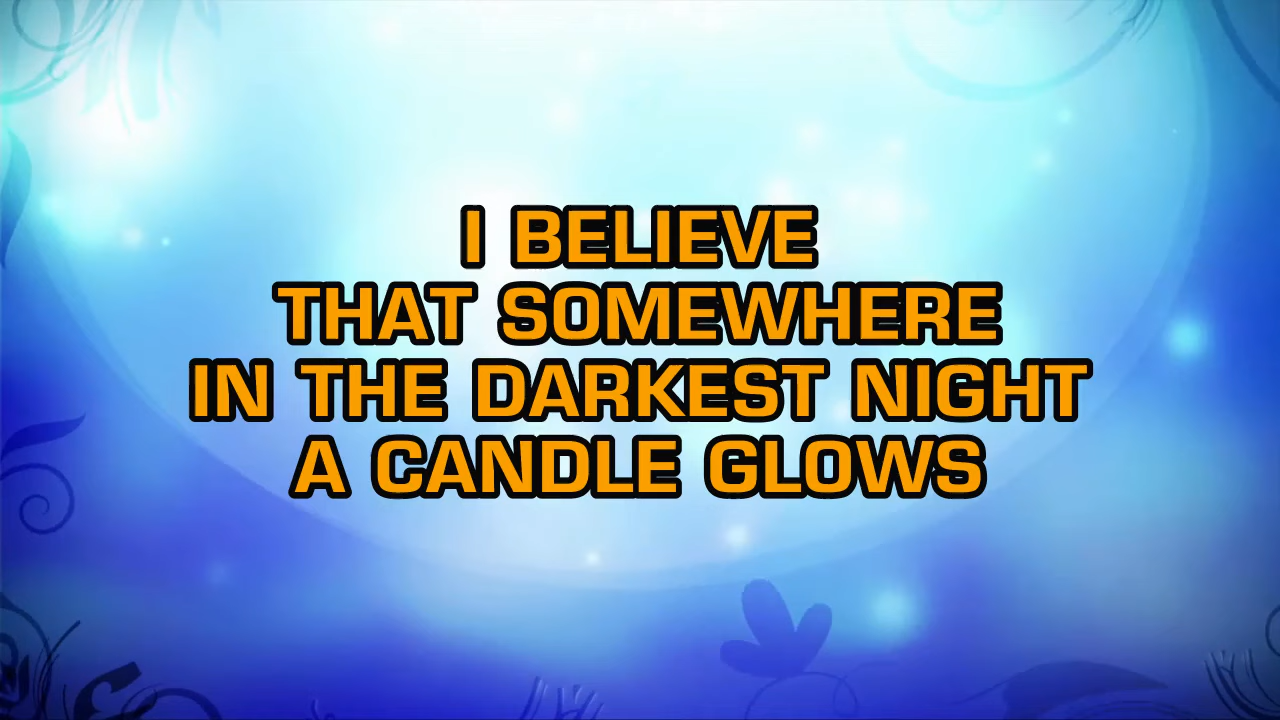 I BELIEVE
THAT SOMEWHERE
IN THE DARKEST NIGHT
A CANDLE GLOWS